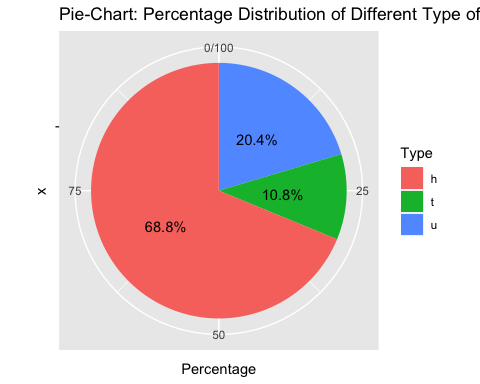 Pie-Chart: Percentage Distribution of Different Type of
0/100
20.4%
Type
h
t
u
x
75
10.8%
25
68.8%
50
Percentage